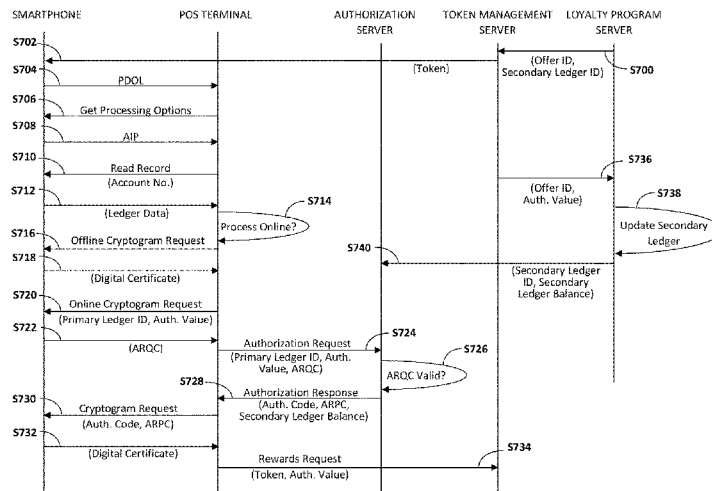 SMARTPHONE
POS TERMINAL
AUTHORIZATION
SERVER
TOKEN MANAGEMENT
SERVER
LOYALTY PROGRAM
SERVER
S702
(Token)
(Offer ID,
Secondary Ledger ID)
S700
S704
PDOL
S706
Get Processing Options
S708
AIP
S710
Read Record
(Account No.)
S712
(Ledger Data)
S714
Process Online?
S716
Offline Cryptogram Request
S718
(Digital Certificate)
S720
Online Cryptogram Request
(Primary Ledger ID, Auth. Value)
S722
(ARQC)
S724
Authorization Request
(Primary Ledger ID, Auth.
Value, ARQC)
S726
ARQC Valid?
S728
Authorization Response
(Auth. Code, ARPC,
Secondary Ledger Balance)
S730
Cryptogram Request
(Auth. Code, ARPC)
S732
(Digital Certificate)
S734
Rewards Request
(Token, Auth. Value)
S736
(Offer ID,
Auth. Value)
S738
Update Secondary
Ledger
S740
(Secondary Ledger
ID, Secondary
Ledger Balance)